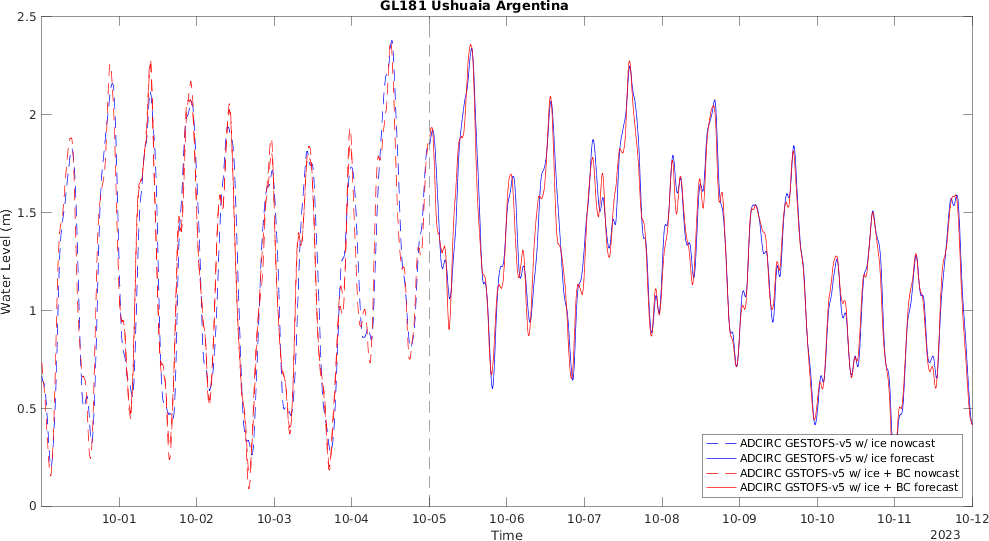 GL181 Ushuaia Argentina
2.5
2
1.5
1
0.5
0
Water Level (m)
10-01 10-02 10-03 10-04 10-05 10-06 10-07 10-08 10-09 10-10 10-11 10-12
Time
2023
ADCIRC GESTOFS-v5 w/ ice nowcast
ADCIRC GESTOFS-v5 w/ ice forecast
ADCIRC GSTOFS-v5 w/ ice + BC nowcast
ADCIRC GSTOFS-v5 w/ ice + BC forecast